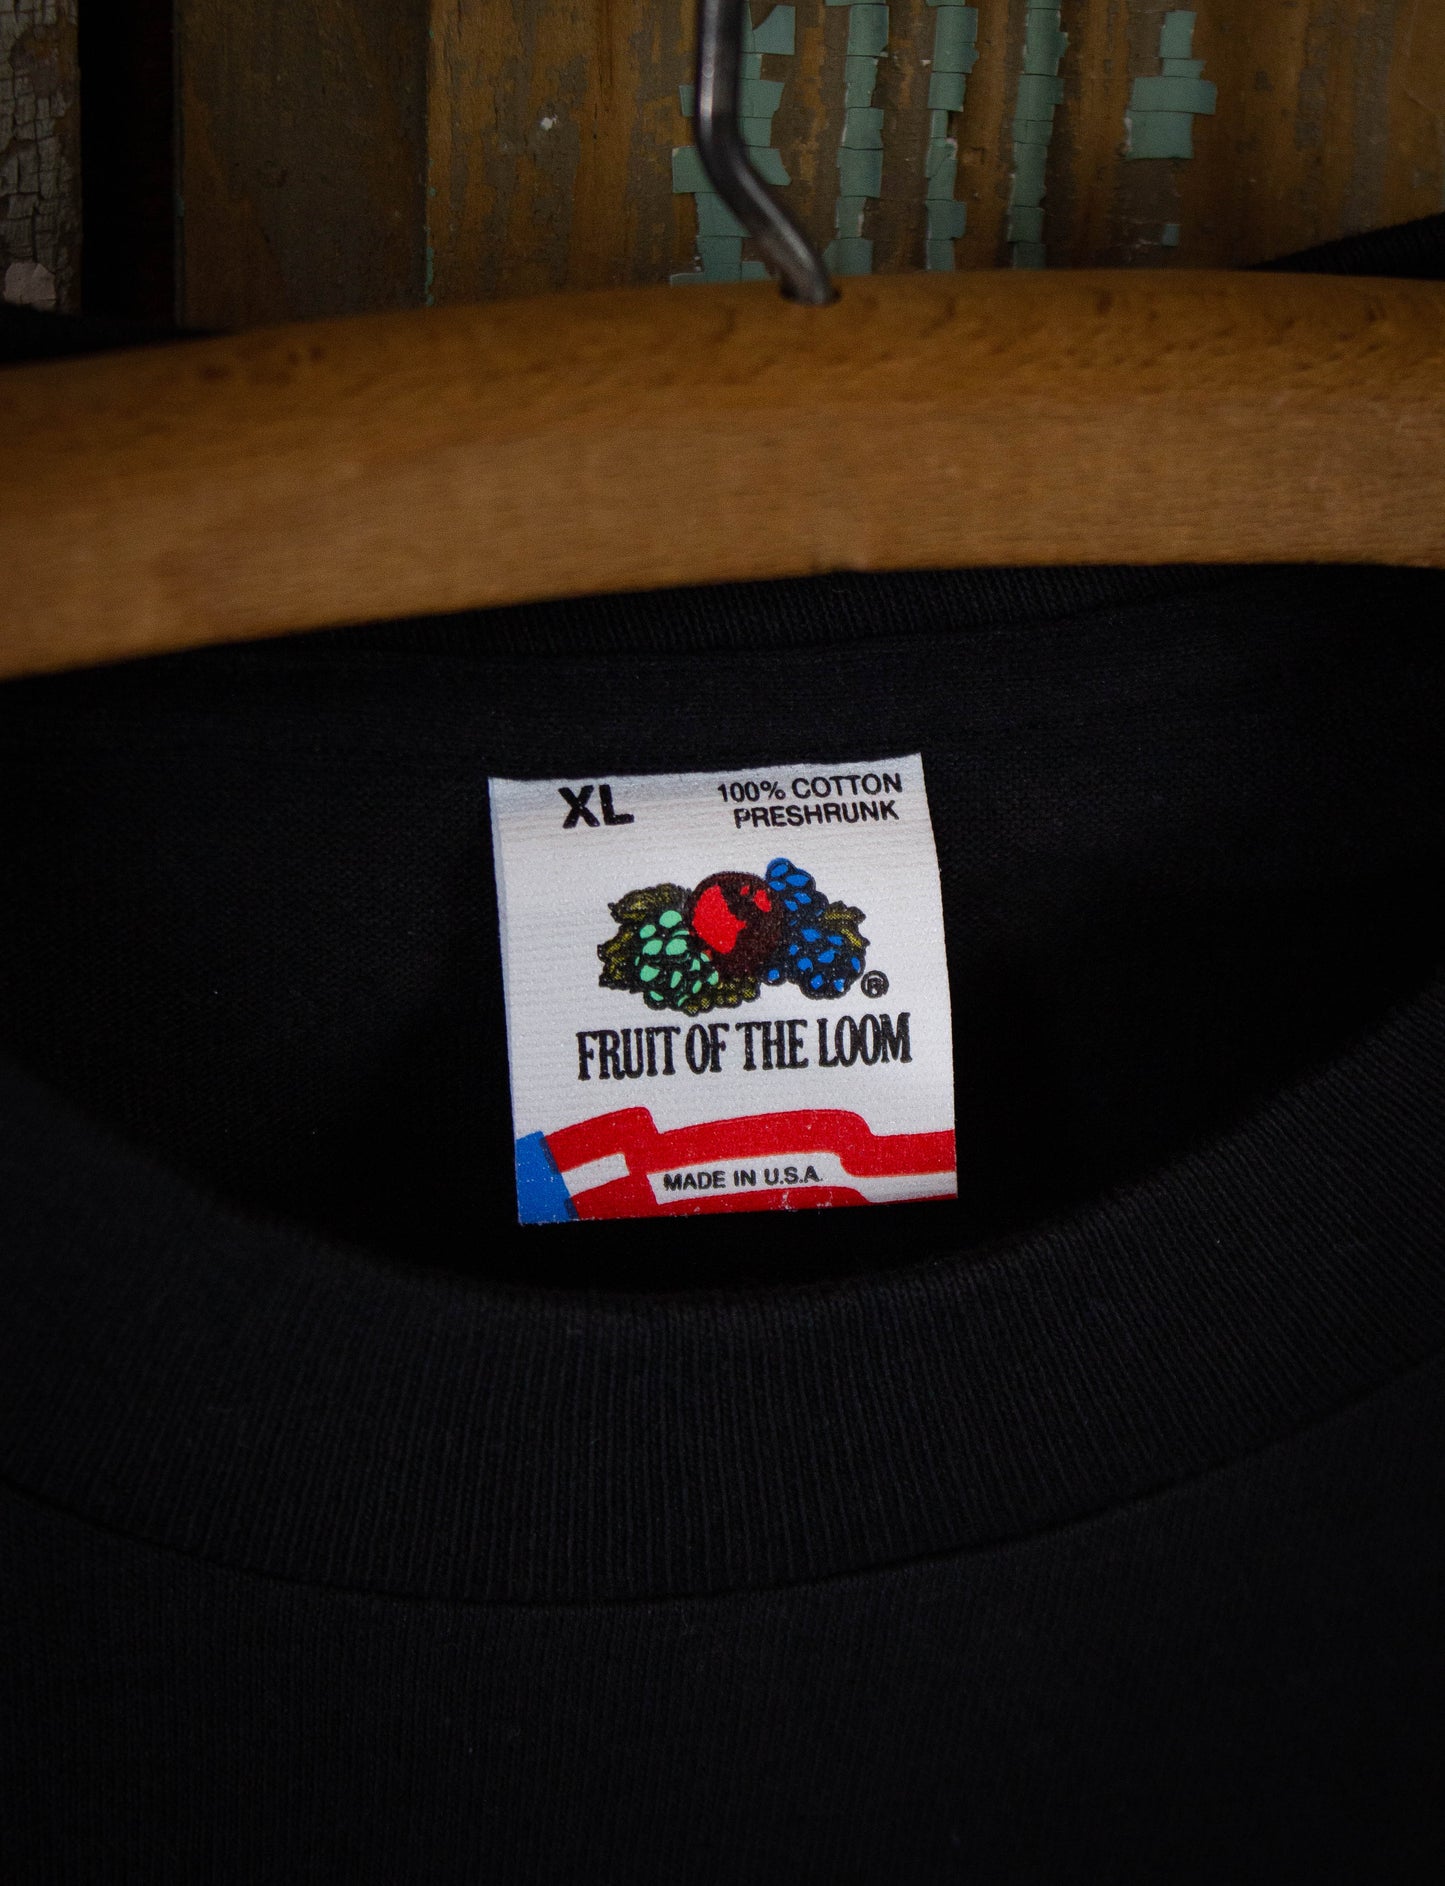 XL
100% COTTON
PRESHRUNK
®
FRUIT OF THE LOOM
MADE IN U.S.A.